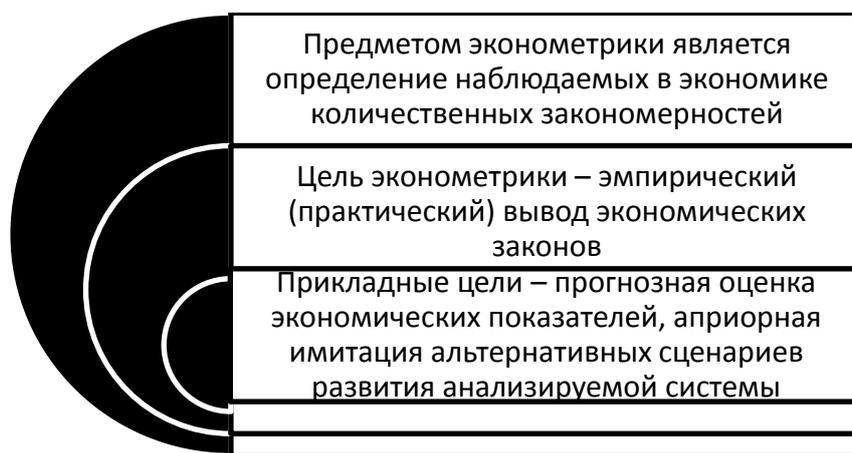 Предметом эконометрики является
определение наблюдаемых в экономике
количественных закономерностей
Цель эконометрики – эмпирический
(практический) вывод экономических
законов
Прикладные цели – прогнозная оценка
экономических показателей, априорная
имитация альтернативных сценариев
развития анализируемой системы